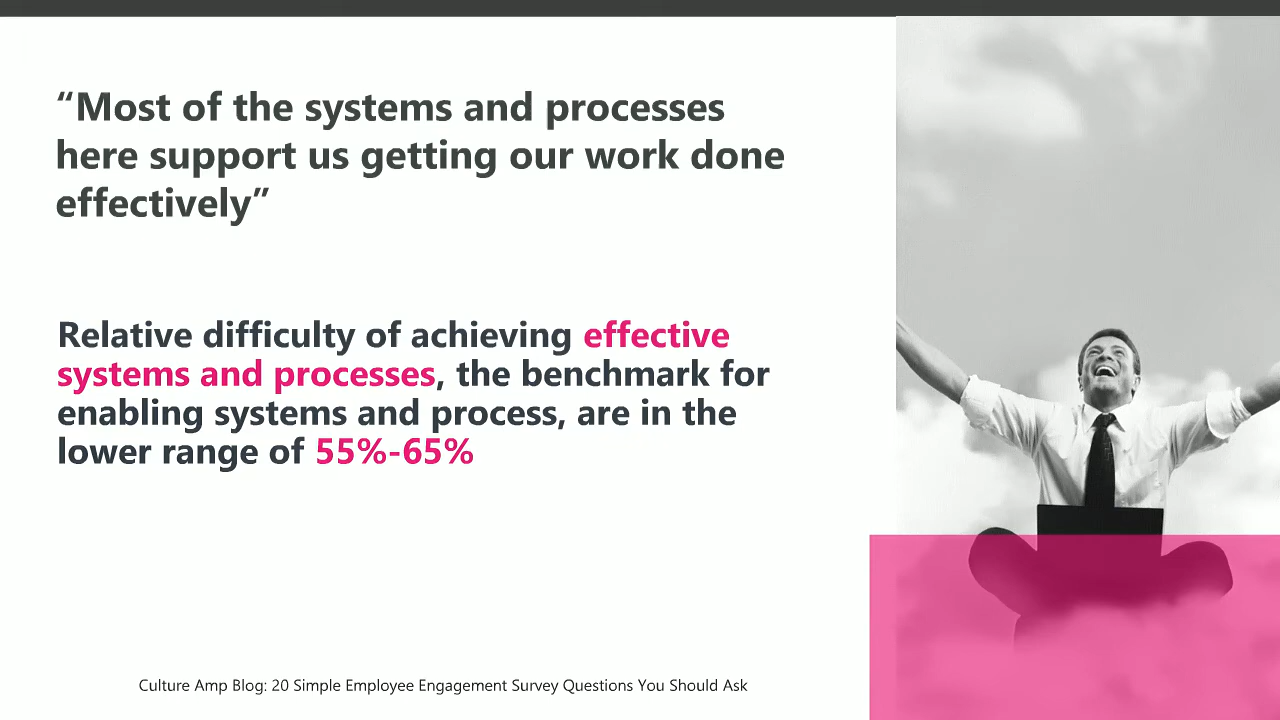 “Most of the systems and processes
here support us getting our work done
effectively”
Relative difficulty of achieving effective
systems and processes, the benchmark for
enabling systems and process, are in the
lower range of 55%-65%
Culture Amp Blog: 20 Simple Employee Engagement Survey Questions You Should Ask